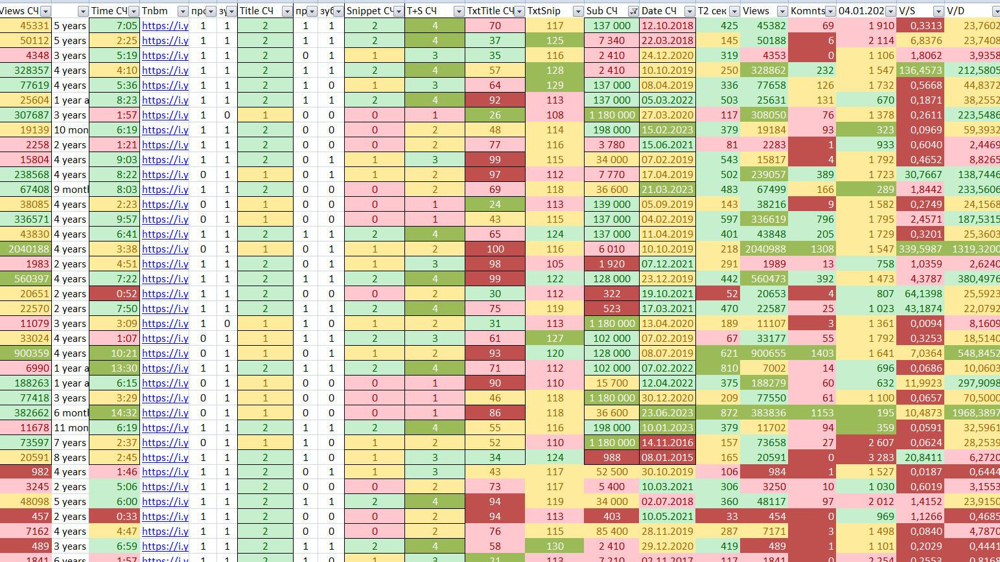 Views СЧ Time СЧ Tnbm про зу Title СЧ пр зуб Snippet СЧ T+S СЧ TxtTitle СЧ TxtSnip Sub СЧ Date СЧ T2 сек Views Komnts 04.01.202 V/S V/D
45331 5 years 7:05 https://i.y 1 1 2 1 1 2 4 70 117 137 000 12.10.2018 425 45382 69 1 910 0,3313 23,7602
50112 5 years 2:25 https://i.y 1 1 2 1 1 2 4 37 125 7 340 22.03.2018 145 50188 6 2 114 6,8376 23,7408
4348 3 years 5:19 https://i.y 1 1 2 0 1 1 3 35 116 2 410 24.12.2020 319 4353 0 1 106 1,8062 3,9358
328357 4 years 4:10 https://i.y 1 1 2 1 1 2 4 57 128 2 410 10.10.2019 250 328862 232 1 547 136,4573 212,5805
77619 4 years 5:36 https://i.y 1 1 2 1 0 1 3 64 129 137 000 08.04.2019 336 77658 126 1 732 0,5668 44,8372
25604 1 year a 8:23 https://i.y 1 1 2 1 1 2 4 92 113 137 000 05.03.2022 503 25631 131 670 0,1871 38,2552
307687 3 years 1:57 https://i.y 1 0 1 0 0 0 1 26 108 1 180 000 27.03.2020 117 308050 76 1 378 0,2611 223,5486
19139 10 mon 6:19 https://i.y 1 1 2 0 0 0 2 48 114 198 000 15.02.2023 379 19184 93 323 0,0969 59,3932
2258 2 years 1:21 https://i.y 1 1 2 0 0 0 2 77 116 3 780 15.06.2021 81 2283 1 933 0,6040 2,4469
15804 4 years 9:03 https://i.y 1 1 2 0 1 1 3 99 115 34 000 07.02.2019 543 15817 4 1 792 0,4652 8,8265
238568 4 years 8:22 https://i.y 0 1 1 0 1 1 2 97 112 7 770 17.04.2019 502 239057 389 1 723 30,7667 138,7446
67408 9 month 8:03 https://i.y 1 1 2 0 0 0 2 69 118 36 600 21.03.2023 483 67499 166 289 1,8442 233,5606
38085 4 years 2:23 https://i.y 0 1 1 0 0 0 1 24 113 139 000 05.09.2019 143 38216 9 1 582 0,2749 24,1568
336571 4 years 9:57 https://i.y 0 1 1 0 0 0 1 43 115 137 000 04.02.2019 597 336619 796 1 795 2,4571 187,5315
43830 4 years 6:41 https://i.y 1 1 2 1 1 2 4 65 124 137 000 11.04.2019 401 43848 205 1 729 0,3201 25,3603
2040188 4 years 3:38 https://i.y 0 1 1 0 1 1 2 100 116 6 010 10.10.2019 218 2040988 1308 1 547 339,5987 1319,3200
1983 2 years 4:51 https://i.y 1 1 2 0 1 1 3 98 105 1 920 07.12.2021 291 1989 13 758 1,0359 2,6240
560397 4 years 7:22 https://i.y 1 1 2 1 1 2 4 99 122 128 000 23.12.2019 442 560473 392 1 473 4,3787 380,4976
20651 2 years 0:52 https://i.y 1 1 2 0 0 0 2 30 112 322 19.10.2021 52 20653 4 807 64,1398 25,5923
22570 2 years 7:50 https://i.y 1 1 2 1 1 2 4 75 119 523 17.03.2021 470 22587 25 1 023 43,1874 22,0792
11079 3 years 3:09 https://i.y 1 0 1 1 0 1 2 31 113 1 180 000 13.04.2020 189 11107 3 1 361 0,0094 8,1609
33024 4 years 1:07 https://i.y 0 1 1 1 1 2 3 61 127 102 000 07.02.2019 67 33177 55 1 792 0,3253 18,5140
900359 4 years 10:21 https://i.y 0 1 1 0 1 1 2 93 120 128 000 08.07.2019 621 900655 1403 1 641 7,0364 548,8452
6990 1 year a 13:30 https://i.y 1 1 2 1 1 2 4 71 112 102 000 07.02.2022 810 7002 14 696 0,0686 10,0603
188263 1 year a 6:15 https://i.y 0 1 1 0 0 0 1 90 110 15 700 12.04.2022 375 188279 60 632 11,9923 297,9098
77418 3 years 3:29 https://i.y 0 1 1 0 0 0 1 46 118 1 180 000 30.12.2020 209 77550 61 1 100 0,0657 70,5000
382662 6 month 14:32 https://i.y 0 1 1 0 0 0 1 86 118 36 600 23.06.2023 872 383836 1153 195 10,4873 1968,3897
11678 11 mon 6:19 https://i.y 1 1 2 1 1 2 4 55 116 198 000 10.01.2023 379 11702 94 359 0,0591 32,5961
73597 7 years 2:37 https://i.y 0 1 1 1 0 1 2 52 110 1 180 000 14.11.2016 157 73658 27 2 607 0,0624 28,2539
20591 8 years 2:45 https://i.y 1 1 2 1 0 1 3 34 124 988 08.01.2015 165 20591 0 3 283 20,8411 6,2720
982 4 years 1:46 https://i.y 1 1 2 0 1 1 3 43 117 52 500 30.10.2019 106 984 1 1 527 0,0187 0,6444
3245 2 years 5:06 https://i.y 1 1 2 0 0 0 2 73 117 5 400 10.03.2021 306 3250 10 1 030 0,6019 3,1553
48098 5 years 6:00 https://i.y 1 1 2 1 1 2 4 94 119 34 000 02.07.2018 360 48117 97 2 012 1,4152 23,9150
457 2 years 0:33 https://i.y 1 1 2 0 0 0 2 94 113 403 10.05.2021 33 454 0 969 1,1266 0,4685
7162 4 years 4:47 https://i.y 1 1 2 0 0 0 2 76 115 85 400 28.11.2019 287 7171 3 1 498 0,0840 4,7870
489 3 years 6:59 https://i.y 1 1 2 1 1 2 4 58 130 2 410 29.12.2020 419 489 1 1 101 0,2029 0,4441
1841 6 years 1:57 https://i.y 1 1 2 0 1 1 3 21 113 7 210 02.11.2017 117 1841 0 2 254 0,2553 0,8168